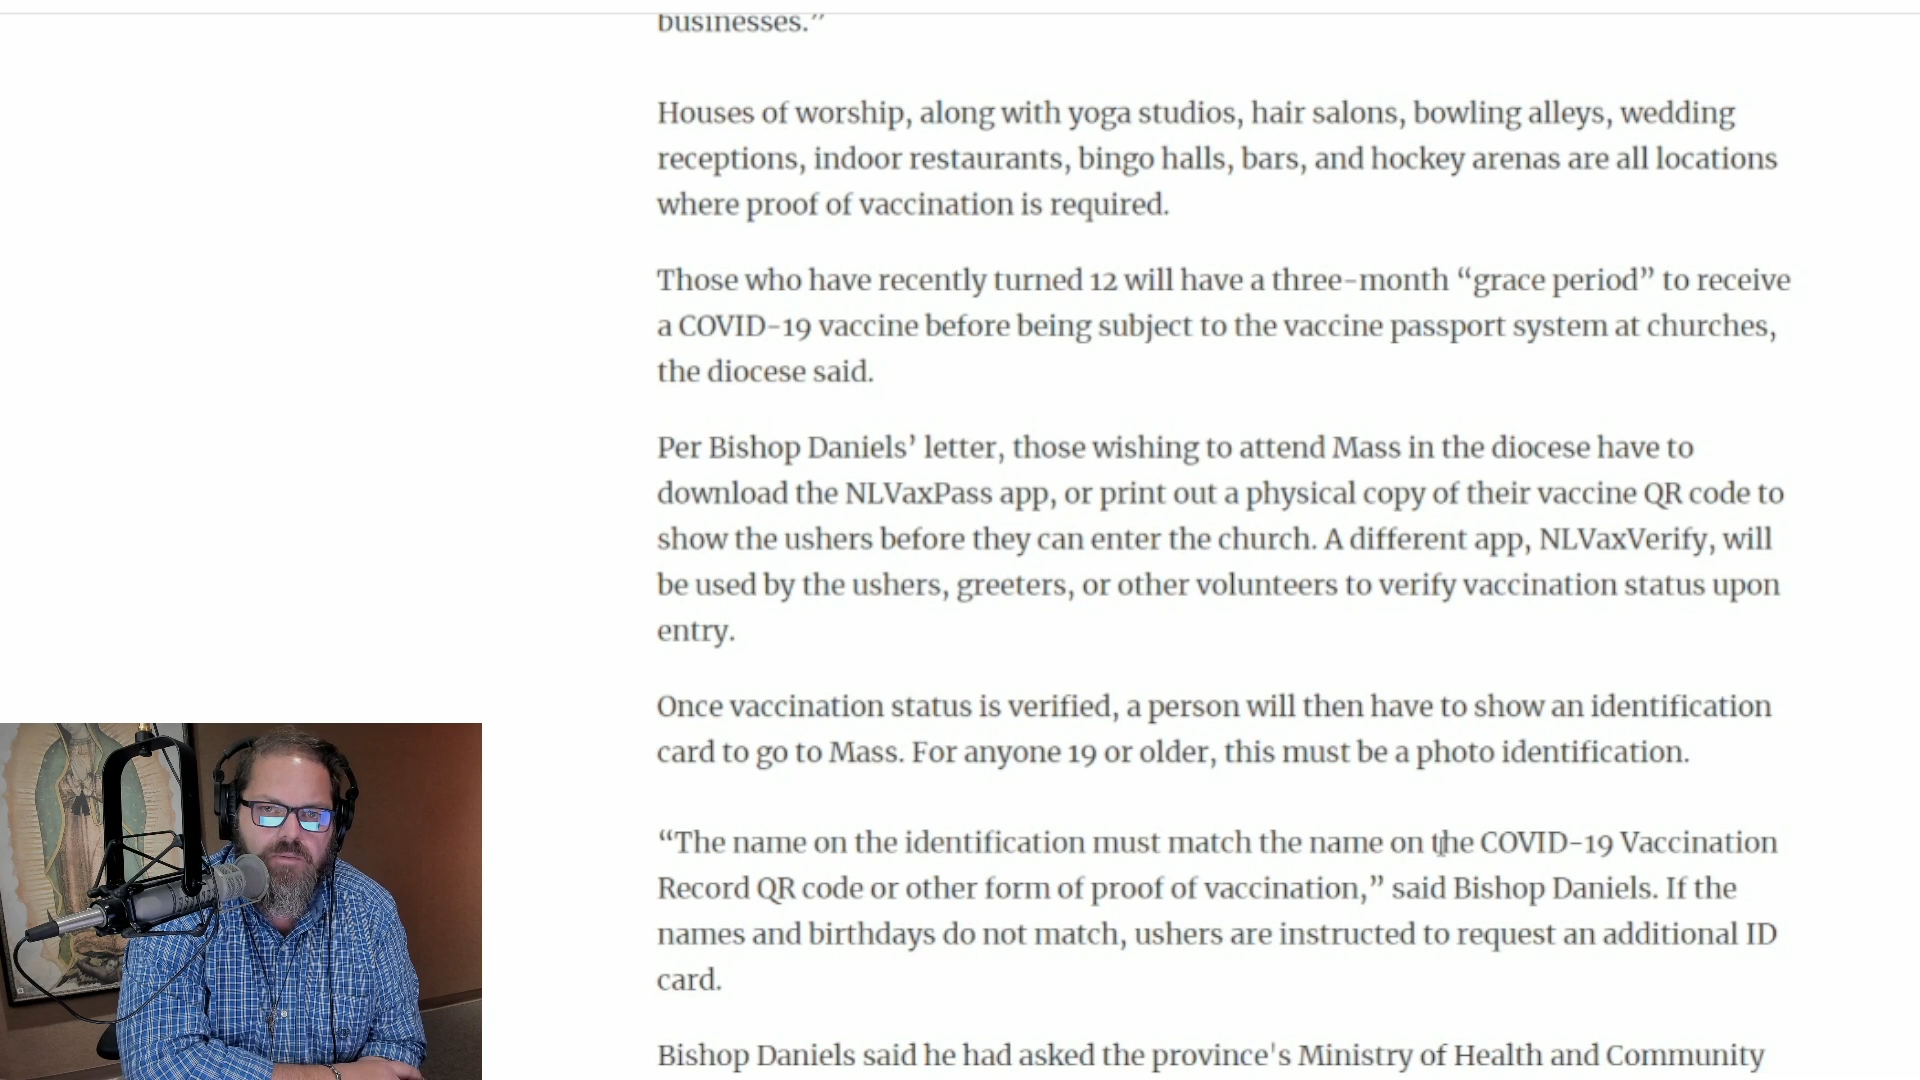 businesses.”
Houses of worship, along with yoga studios, hair salons, bowling alleys, wedding
receptions, indoor restaurants, bingo halls, bars, and hockey arenas are all locations
where proof of vaccination is required.
Those who have recently turned 12 will have a three-month “grace period” to receive
a COVID-19 vaccine before being subject to the vaccine passport system at churches,
the diocese said.
Per Bishop Daniels’ letter, those wishing to attend Mass in the diocese have to
download the NLVaxPass app, or print out a physical copy of their vaccine QR code to
show the ushers before they can enter the church. A different app, NLVaxVerify, will
be used by the ushers, greeters, or other volunteers to verify vaccination status upon
entry.
Once vaccination status is verified, a person will then have to show an identification
card to go to Mass. For anyone 19 or older, this must be a photo identification.
“The name on the identification must match the name on the COVID-19 Vaccination
Record QR code or other form of proof of vaccination,” said Bishop Daniels. If the
names and birthdays do not match, ushers are instructed to request an additional ID
card.
Bishop Daniels said he had asked the province's Ministry of Health and Community